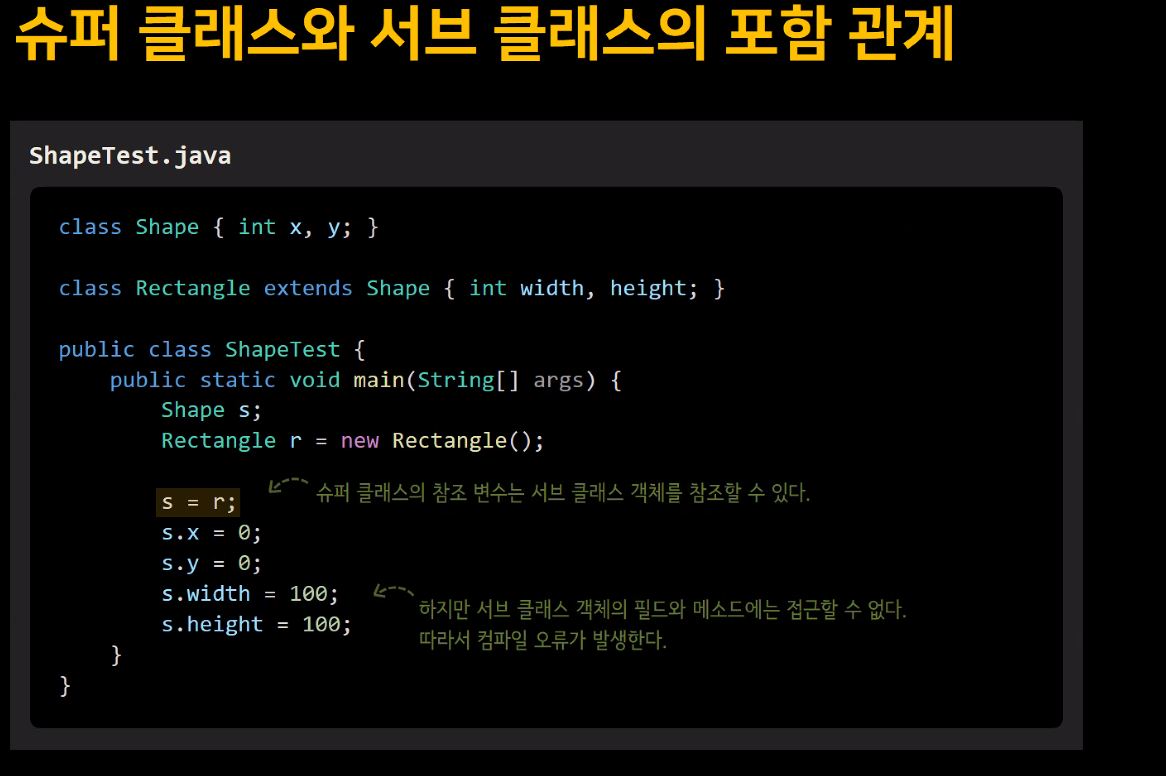 슈퍼 클래스와 서브 클래스의 포함 관계
ShapeTest.java
class Shape { int x, y; }
class Rectangle extends Shape { int width, height; }
public class ShapeTest {
public static void main(String[] args) {
Shape s;
Rectangle r = new Rectangle();
s = r;
슈퍼 클래스의 참조 변수는 서브 클래스 객체를 참조할 수 있다.
s.x = 0;
s.y = 0;
s.width = 100;
s.height = 100;
하지만 서브 클래스 객체의 필드와 메소드에는 접근할 수 없다.
따라서 컴파일 오류가 발생한다.
}
}